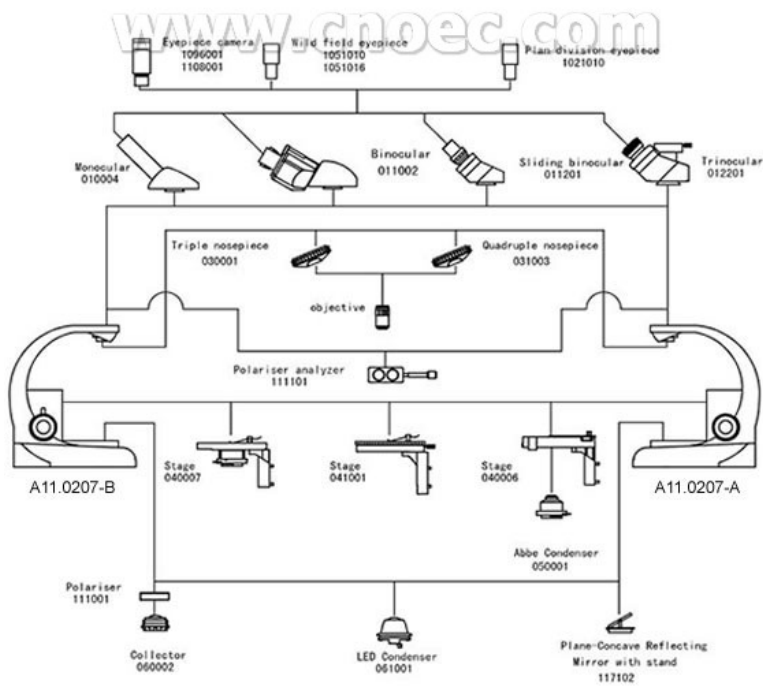 www.cnoec.com
Eyepiece camera
1096001
1108001
Wild field eyepiece
1051010
1051016
Plan division eyepiece
1021010
Monocular
010004
Binocular
011002
Sliding binocular
011201
Trinocular
012201
Triple nosepiece
030001
Quadruple nosepiece
031003
objective
Polariser analyzer
111101
A11.0207-B
Stage
040007
Stage
041001
Stage
040006
A11.0207-A
Abbe Condenser
050001
Polariser
111001
Collector
060002
LED Condenser
061001
Plane-Concave Reflecting
Mirror with stand
117102